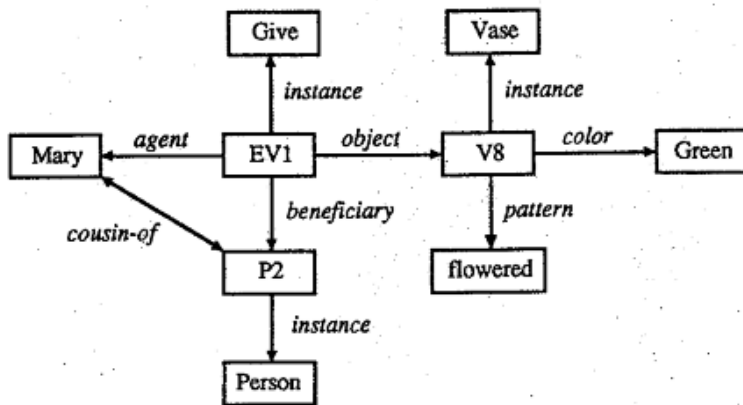 Give Vase
instance instance
Mary agent EV1 object V8 color Green
beneficiary pattern
cousin-of
P2 flowered
instance
Person